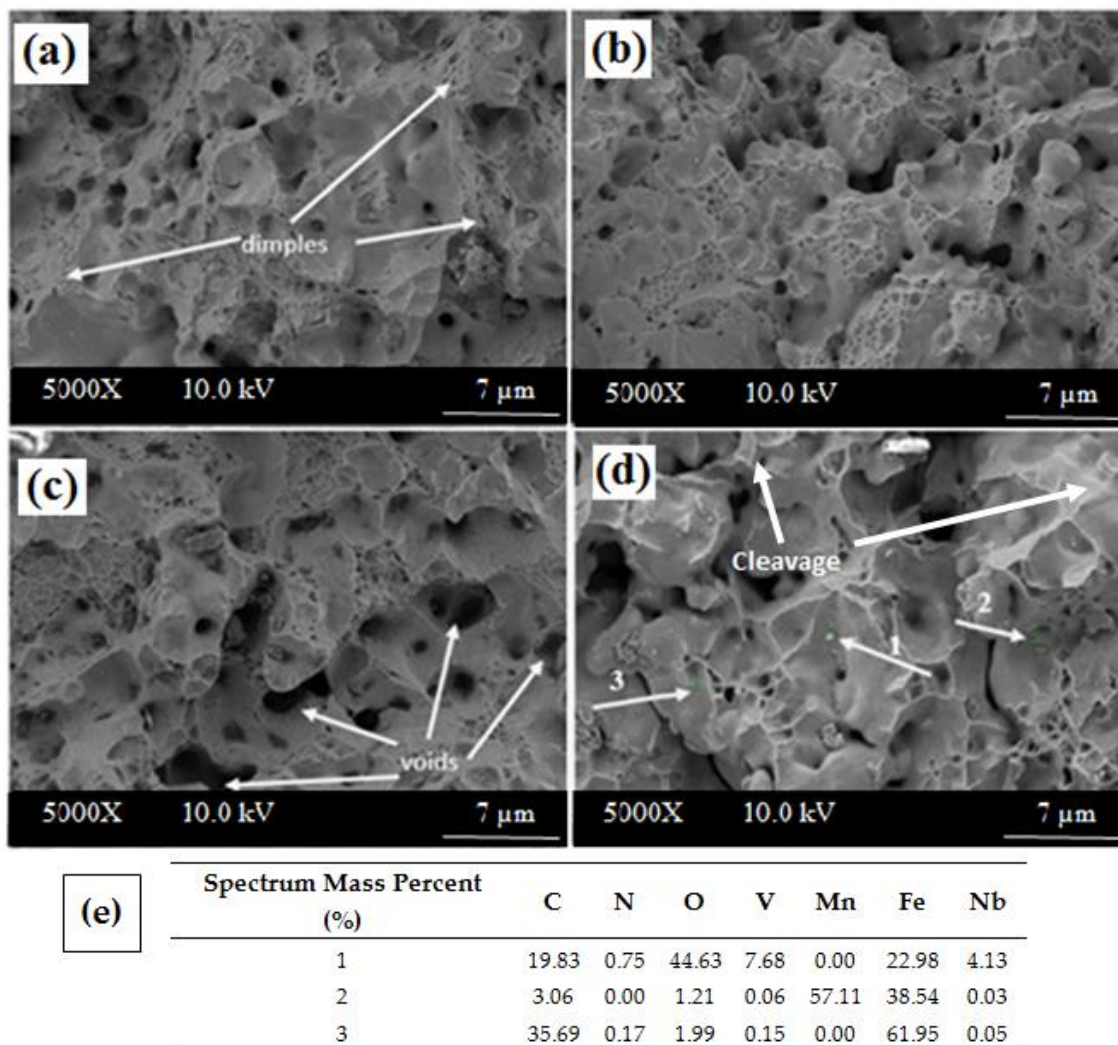 (a)
dimples
5000X 10.0 kV 7 µm
(b)
5000X 10.0 kV 7 µm
(c)
voids
5000X 10.0 kV 7 µm
(d)
Cleavage
2
1
3
5000X 10.0 kV 7 µm
(e)
Spectrum Mass Percent
(%) C N O V Mn Fe Nb
1 19.83 0.75 44.63 7.68 0.00 22.98 4.13
2 3.06 0.00 1.21 0.06 57.11 38.54 0.03
3 35.69 0.17 1.99 0.15 0.00 61.95 0.05